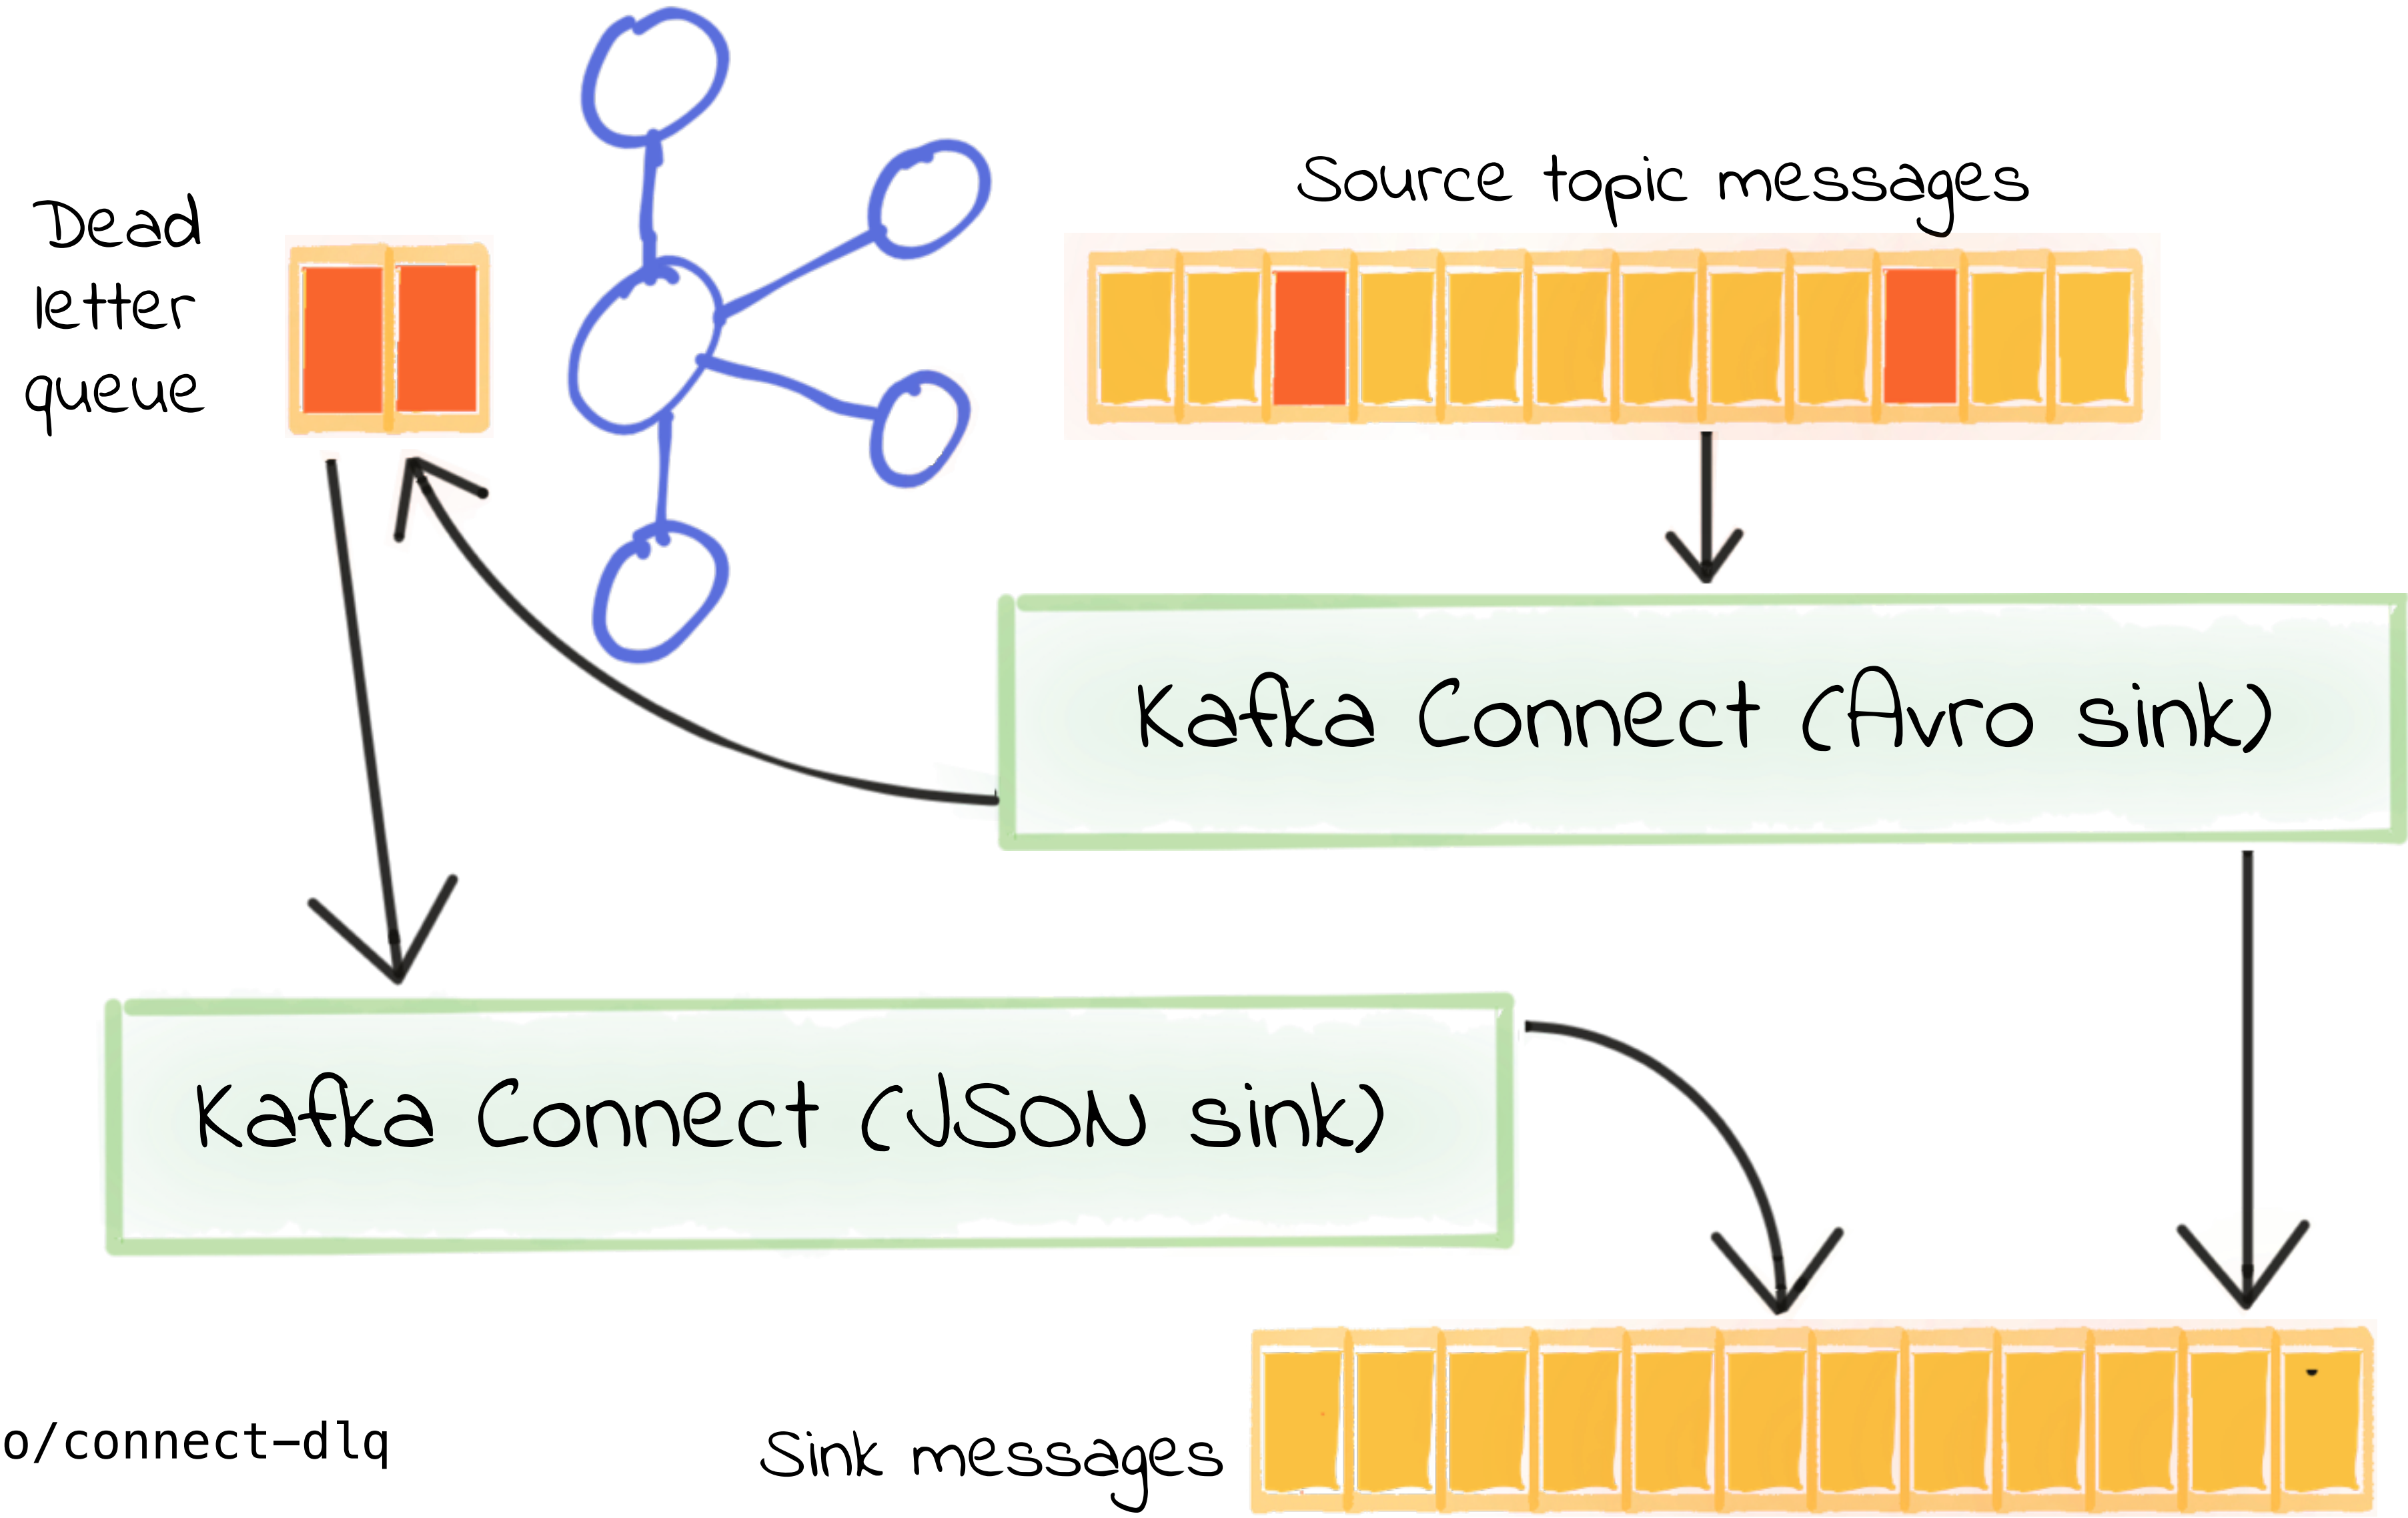 Source topic messages
Dead
letter
queue
Kafka Connect (Avro sink)
Kafka Connect (JSON sink)
Sink messages
o/connect-dlq